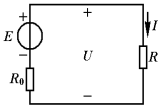 + + I
E U R
−
R₀ −